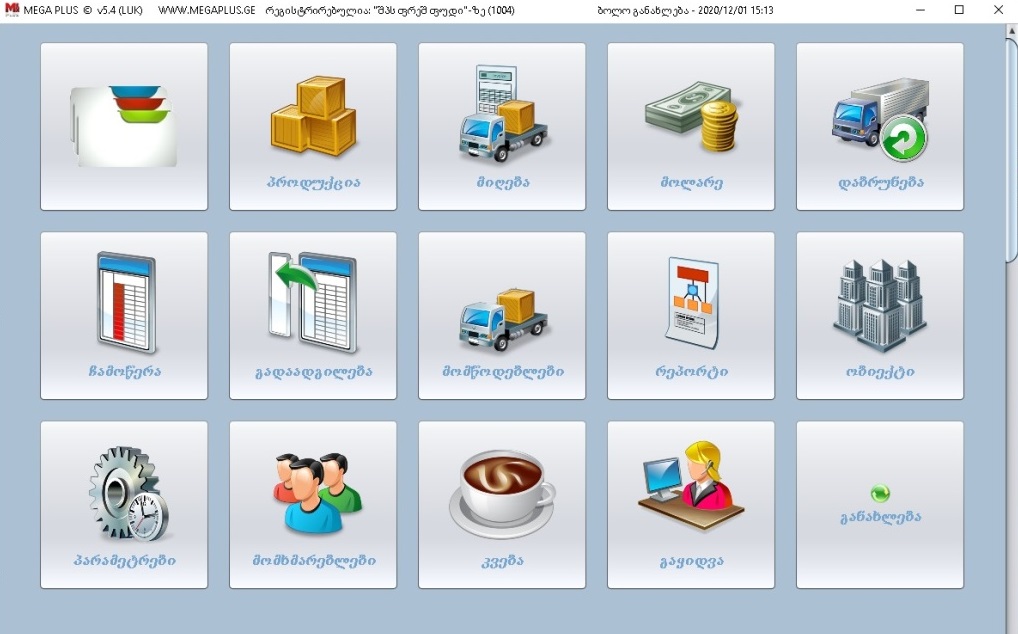 MEGA PLUS © v5.4 (LUK) WWW.MEGAPLUS.GE რეგისტრირებულია: "შპს ფრეშ ფუდი"-ზე (1004) ბოლო განახლება - 2020/12/01 15:13
პროდუქცია
მიღება
მოლარე
დაბრუნება
ჩამოწერა
გადაადგილება
მომწოდებლები
რეპორტი
ობიექტი
პარამეტრები
მომხმარებლები
კვება
გაყიდვა
განახლება